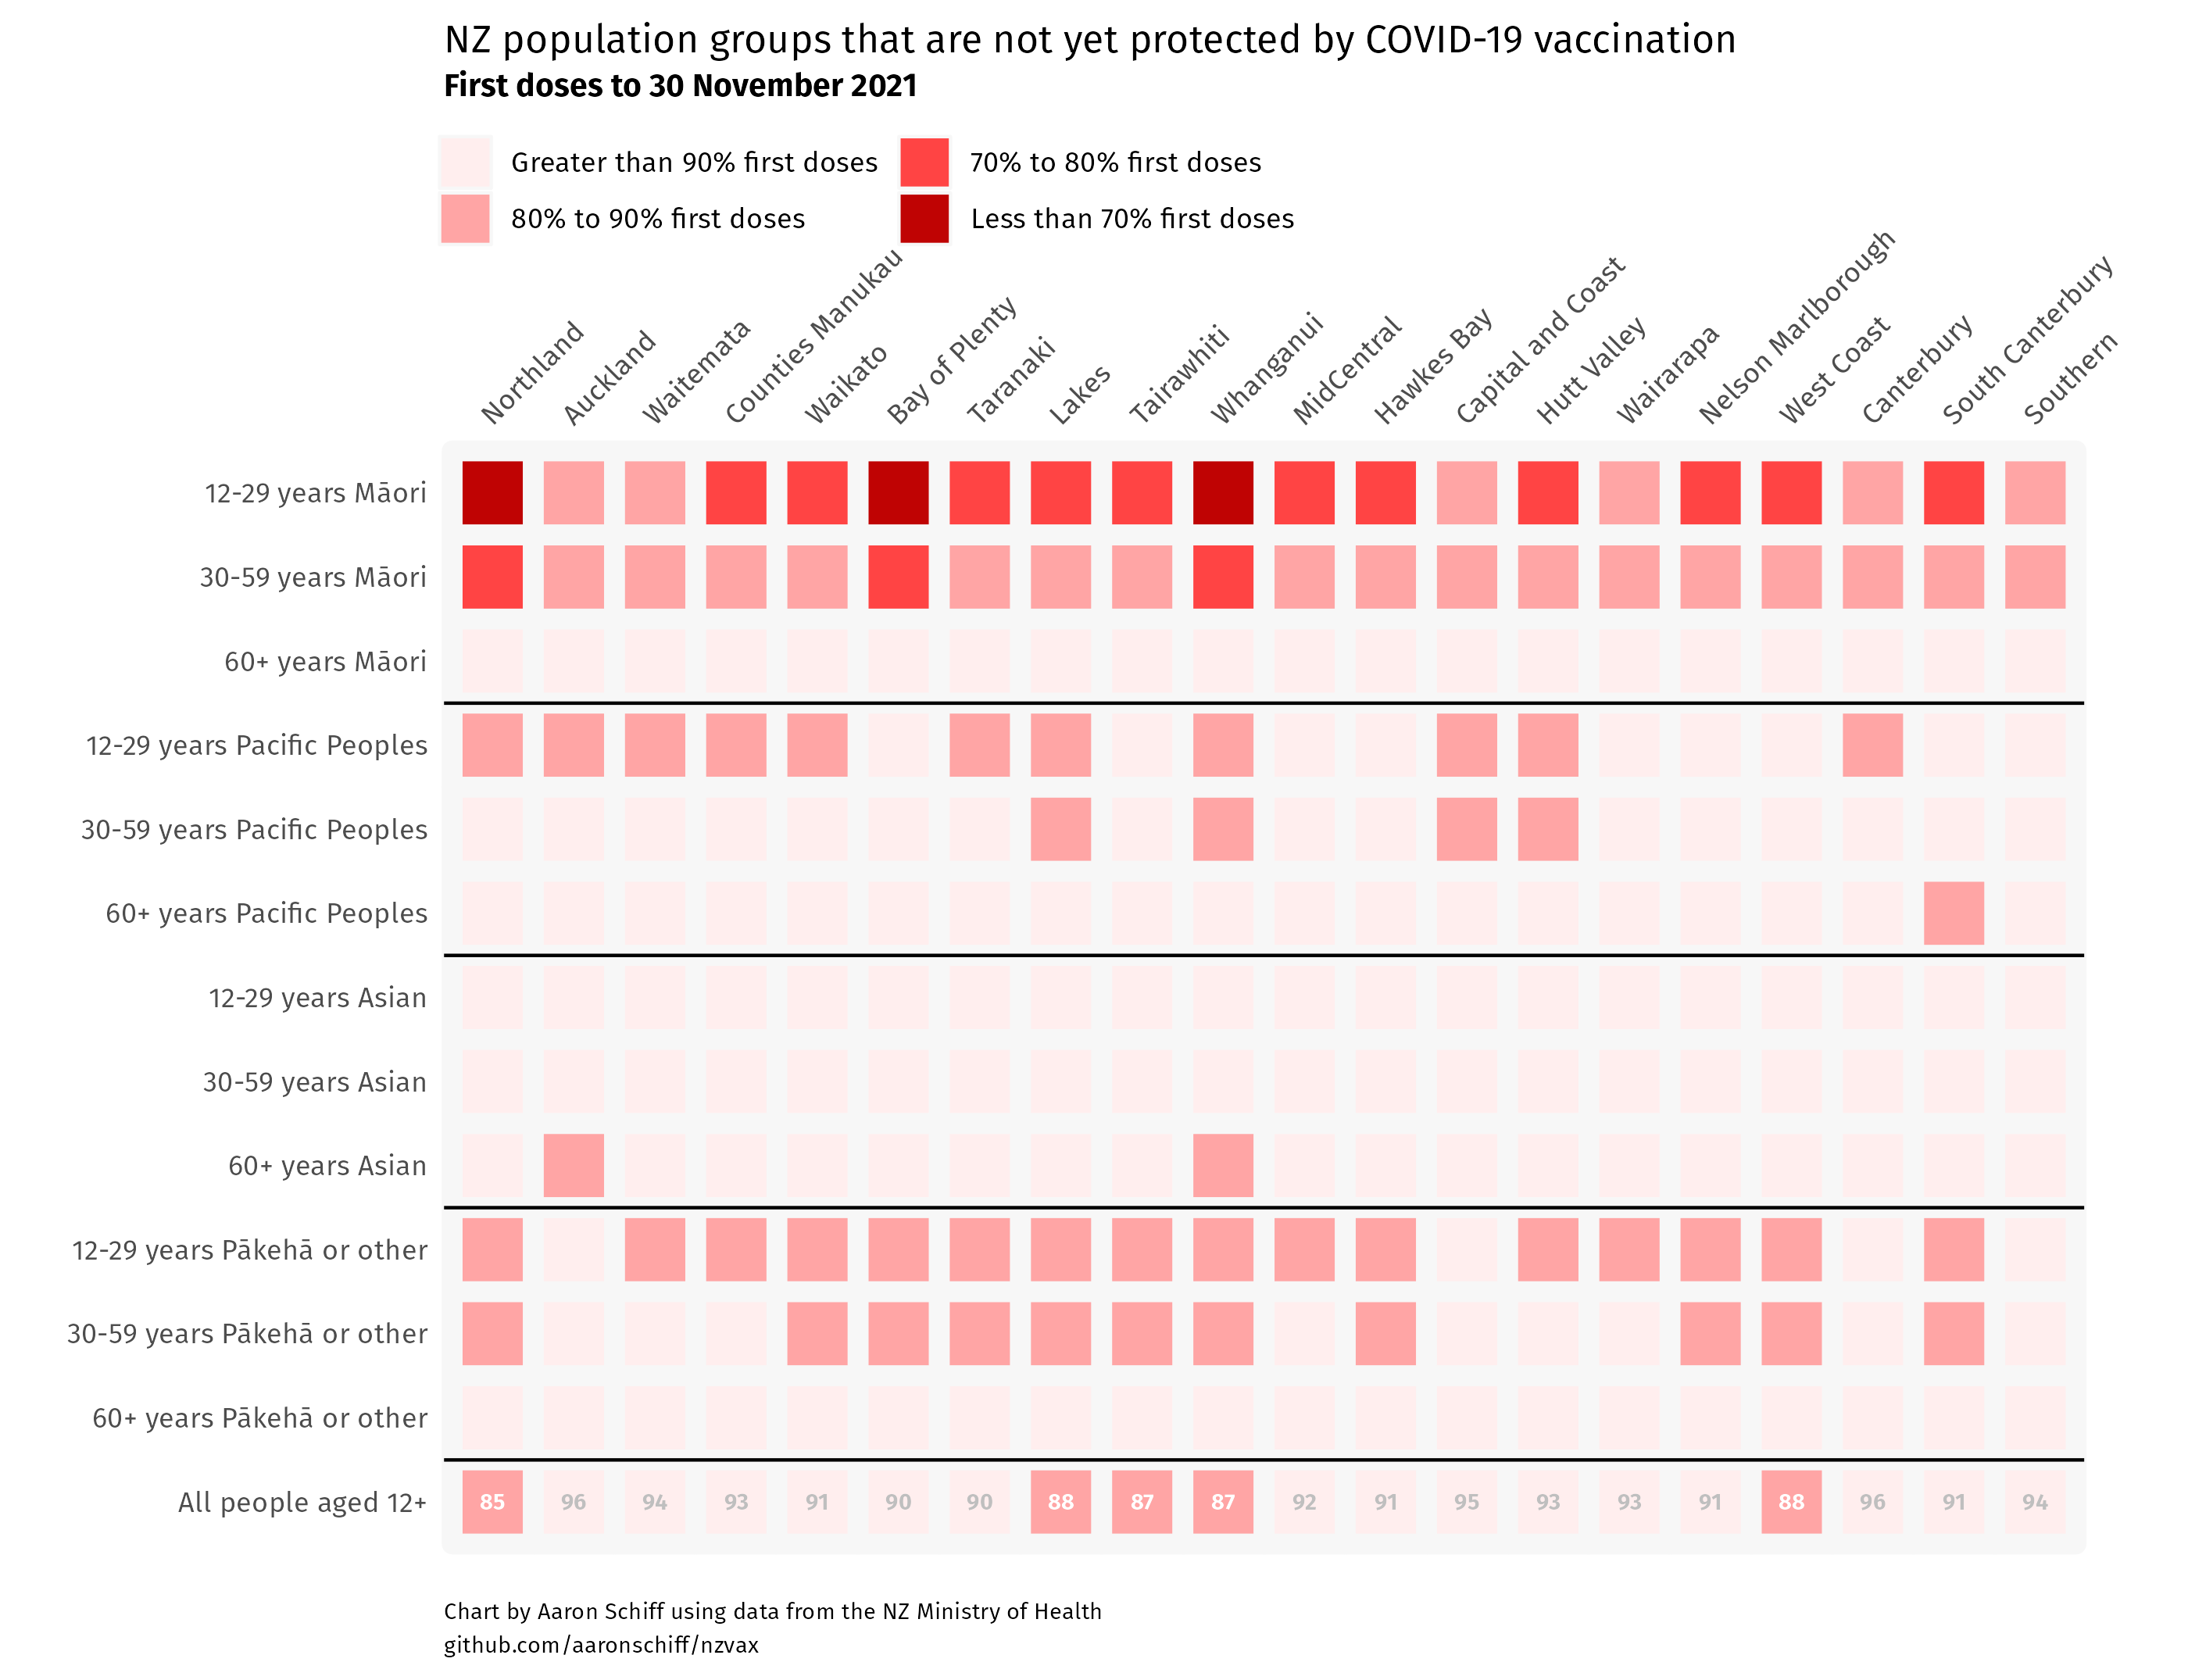 NZ population groups that are not yet protected by COVID-19 vaccination
First doses to 30 November 2021
Greater than 90% first doses
70% to 80% first doses
80% to 90% first doses
Less than 70% first doses
Northland
Auckland
Waitemata
Counties Manukau
Waikato
Bay of Plenty
Taranaki
Lakes
Tairawhiti
Whanganui
MidCentral
Hawkes Bay
Capital and Coast
Hutt Valley
Wairarapa
Nelson Marlborough
West Coast
Canterbury
South Canterbury
Southern
12-29 years Māori
30-59 years Māori
60+ years Māori
12-29 years Pacific Peoples
30-59 years Pacific Peoples
60+ years Pacific Peoples
12-29 years Asian
30-59 years Asian
60+ years Asian
12-29 years Pākehā or other
30-59 years Pākehā or other
60+ years Pākehā or other
All people aged 12+ 85 96 94 93 91 90 90 88 87 87 92 91 95 93 93 91 88 96 91 94
Chart by Aaron Schiff using data from the NZ Ministry of Health
github.com/aaronschiff/nzvax